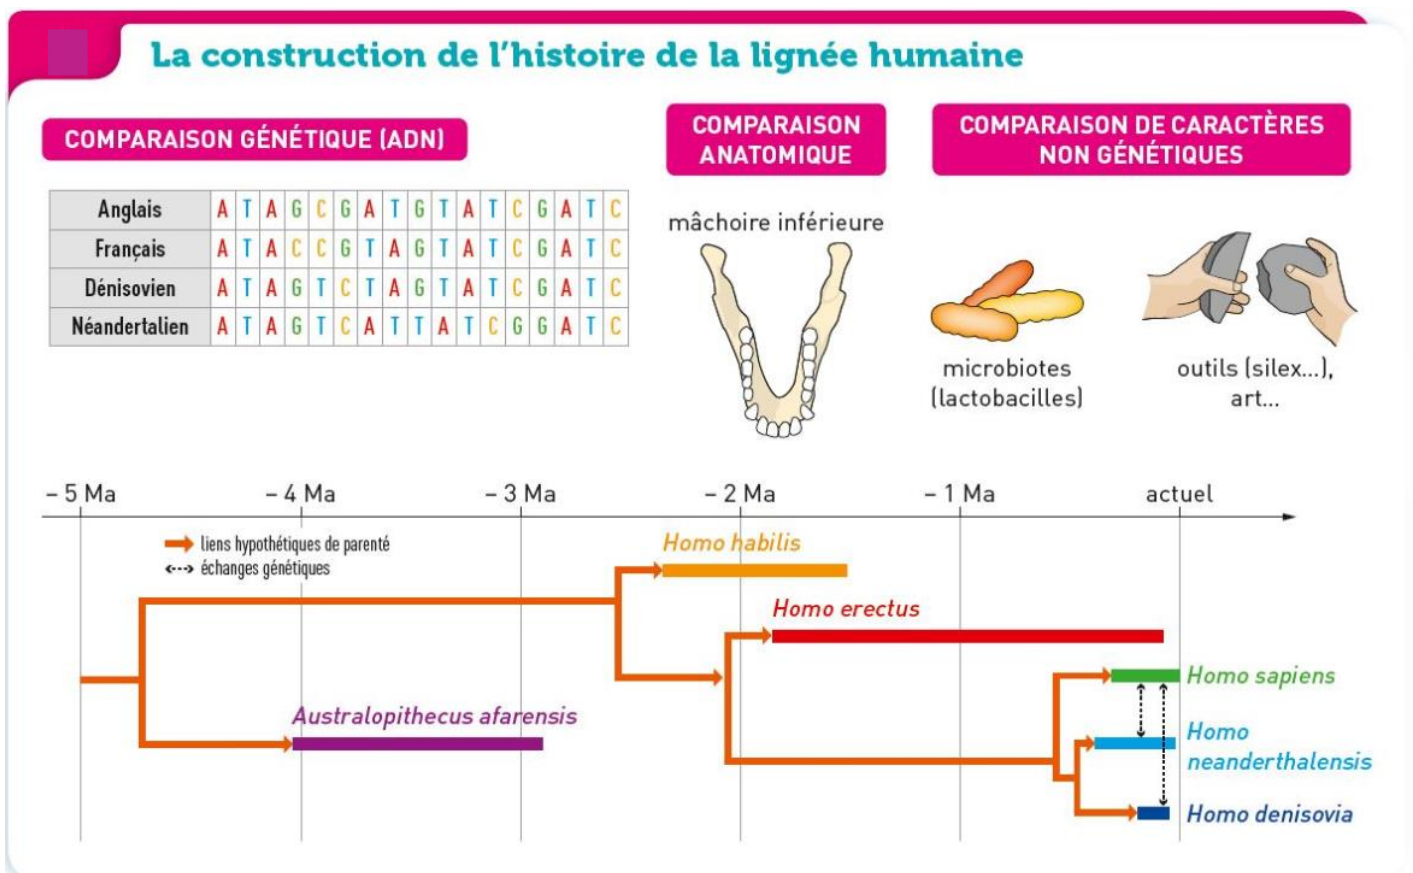 La construction de l'histoire de la lignée humaine
COMPARAISON GÉNÉTIQUE (ADN)
Anglais A T A G C G A T G T A T C G A T C
Français A T A C C G T A G T A T C G A T C
Dénisovien A T A G T C T A G T A T C G A T C
Néandertalien A T A G T C A T T A T C G G A T C
COMPARAISON
ANATOMIQUE
mâchoire inférieure
COMPARAISON DE CARACTÈRES
NON GÉNÉTIQUES
microbiotes
(lactobacilles)
outils (silex...),
art...
– 5 Ma – 4 Ma – 3 Ma – 2 Ma – 1 Ma actuel
liens hypothétiques de parenté
échanges génétiques
Homo habilis
Homo erectus
Homo sapiens
Australopithecus afarensis
Homo
neanderthalensis
Homo denisovia